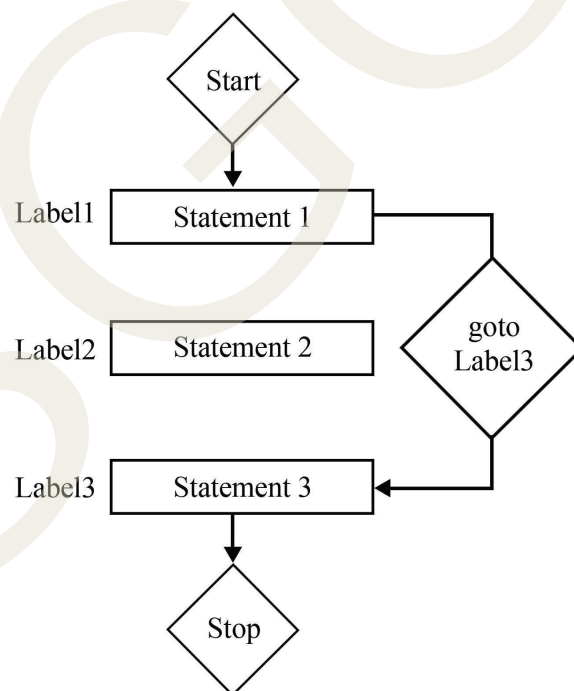 Start
Label1
Statement 1
Label2
Statement 2
goto
Label3
Label3
Statement 3
Stop